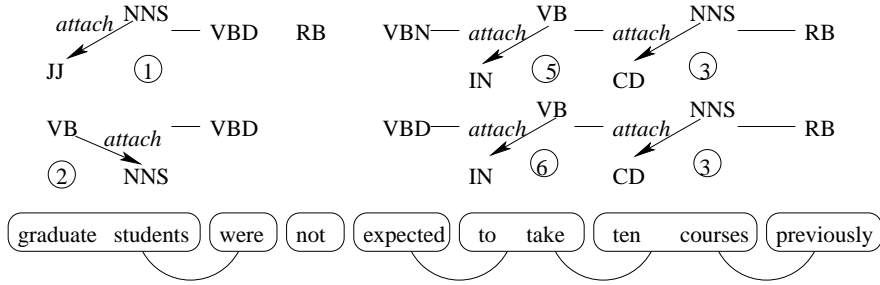 attach NNS VBD RB VBN attach VB attach NNS RB
JJ 1 IN 5 CD 3
VB attach VBD VBD attach VB attach NNS RB
2 NNS IN 6 CD 3
graduate students were not expected to take ten courses previously